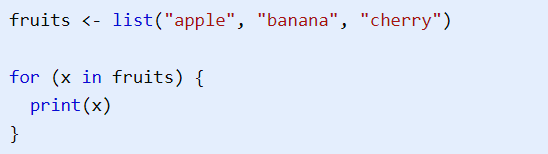 fruits <- list("apple", "banana", "cherry")
for (x in fruits) {
  print(x)
}